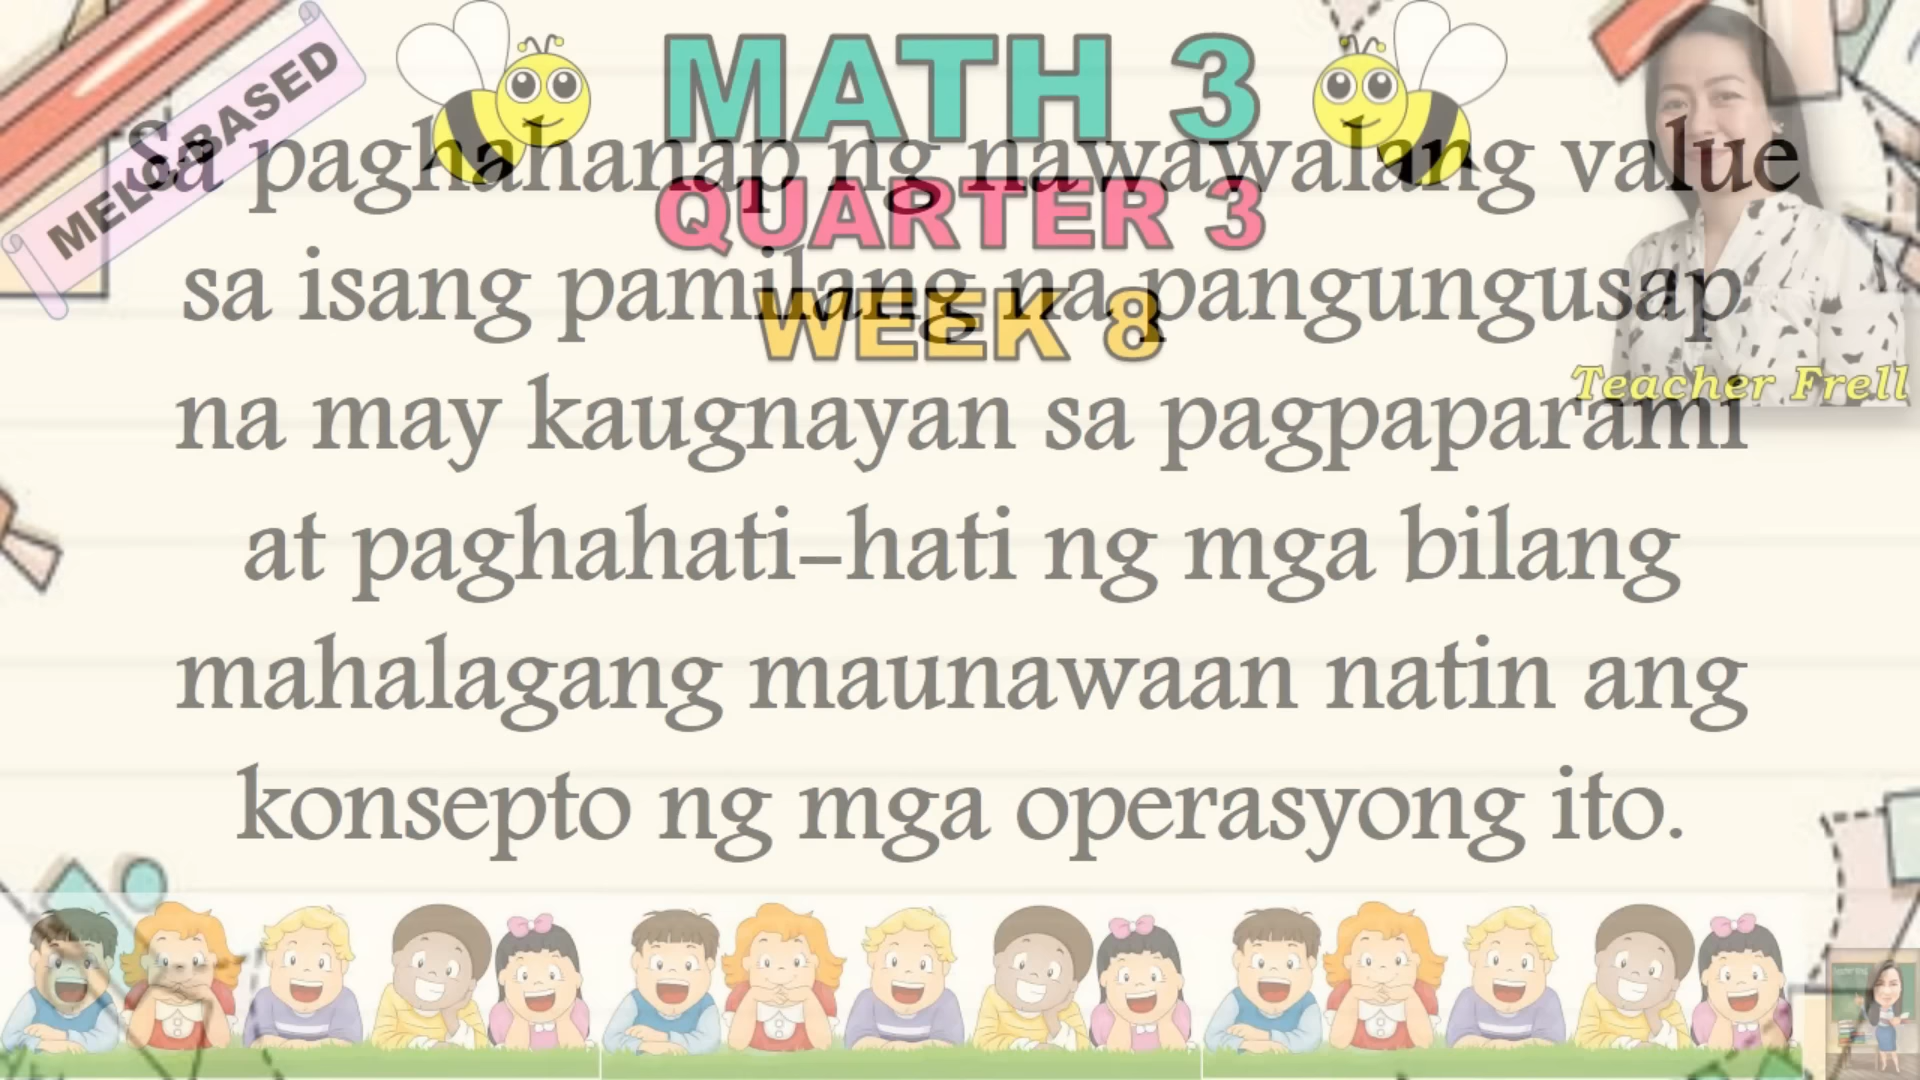 MELC-BASED
MATH 3
QUARTER 3
WEEK 8
Teacher Frell
Sa paghahanap ng nawawalang value
sa isang pamilang na pangungusap
na may kaugnayan sa pagpaparami
at paghahati-hati ng mga bilang
mahalagang maunawaan natin ang
konsepto ng mga operasyong ito.